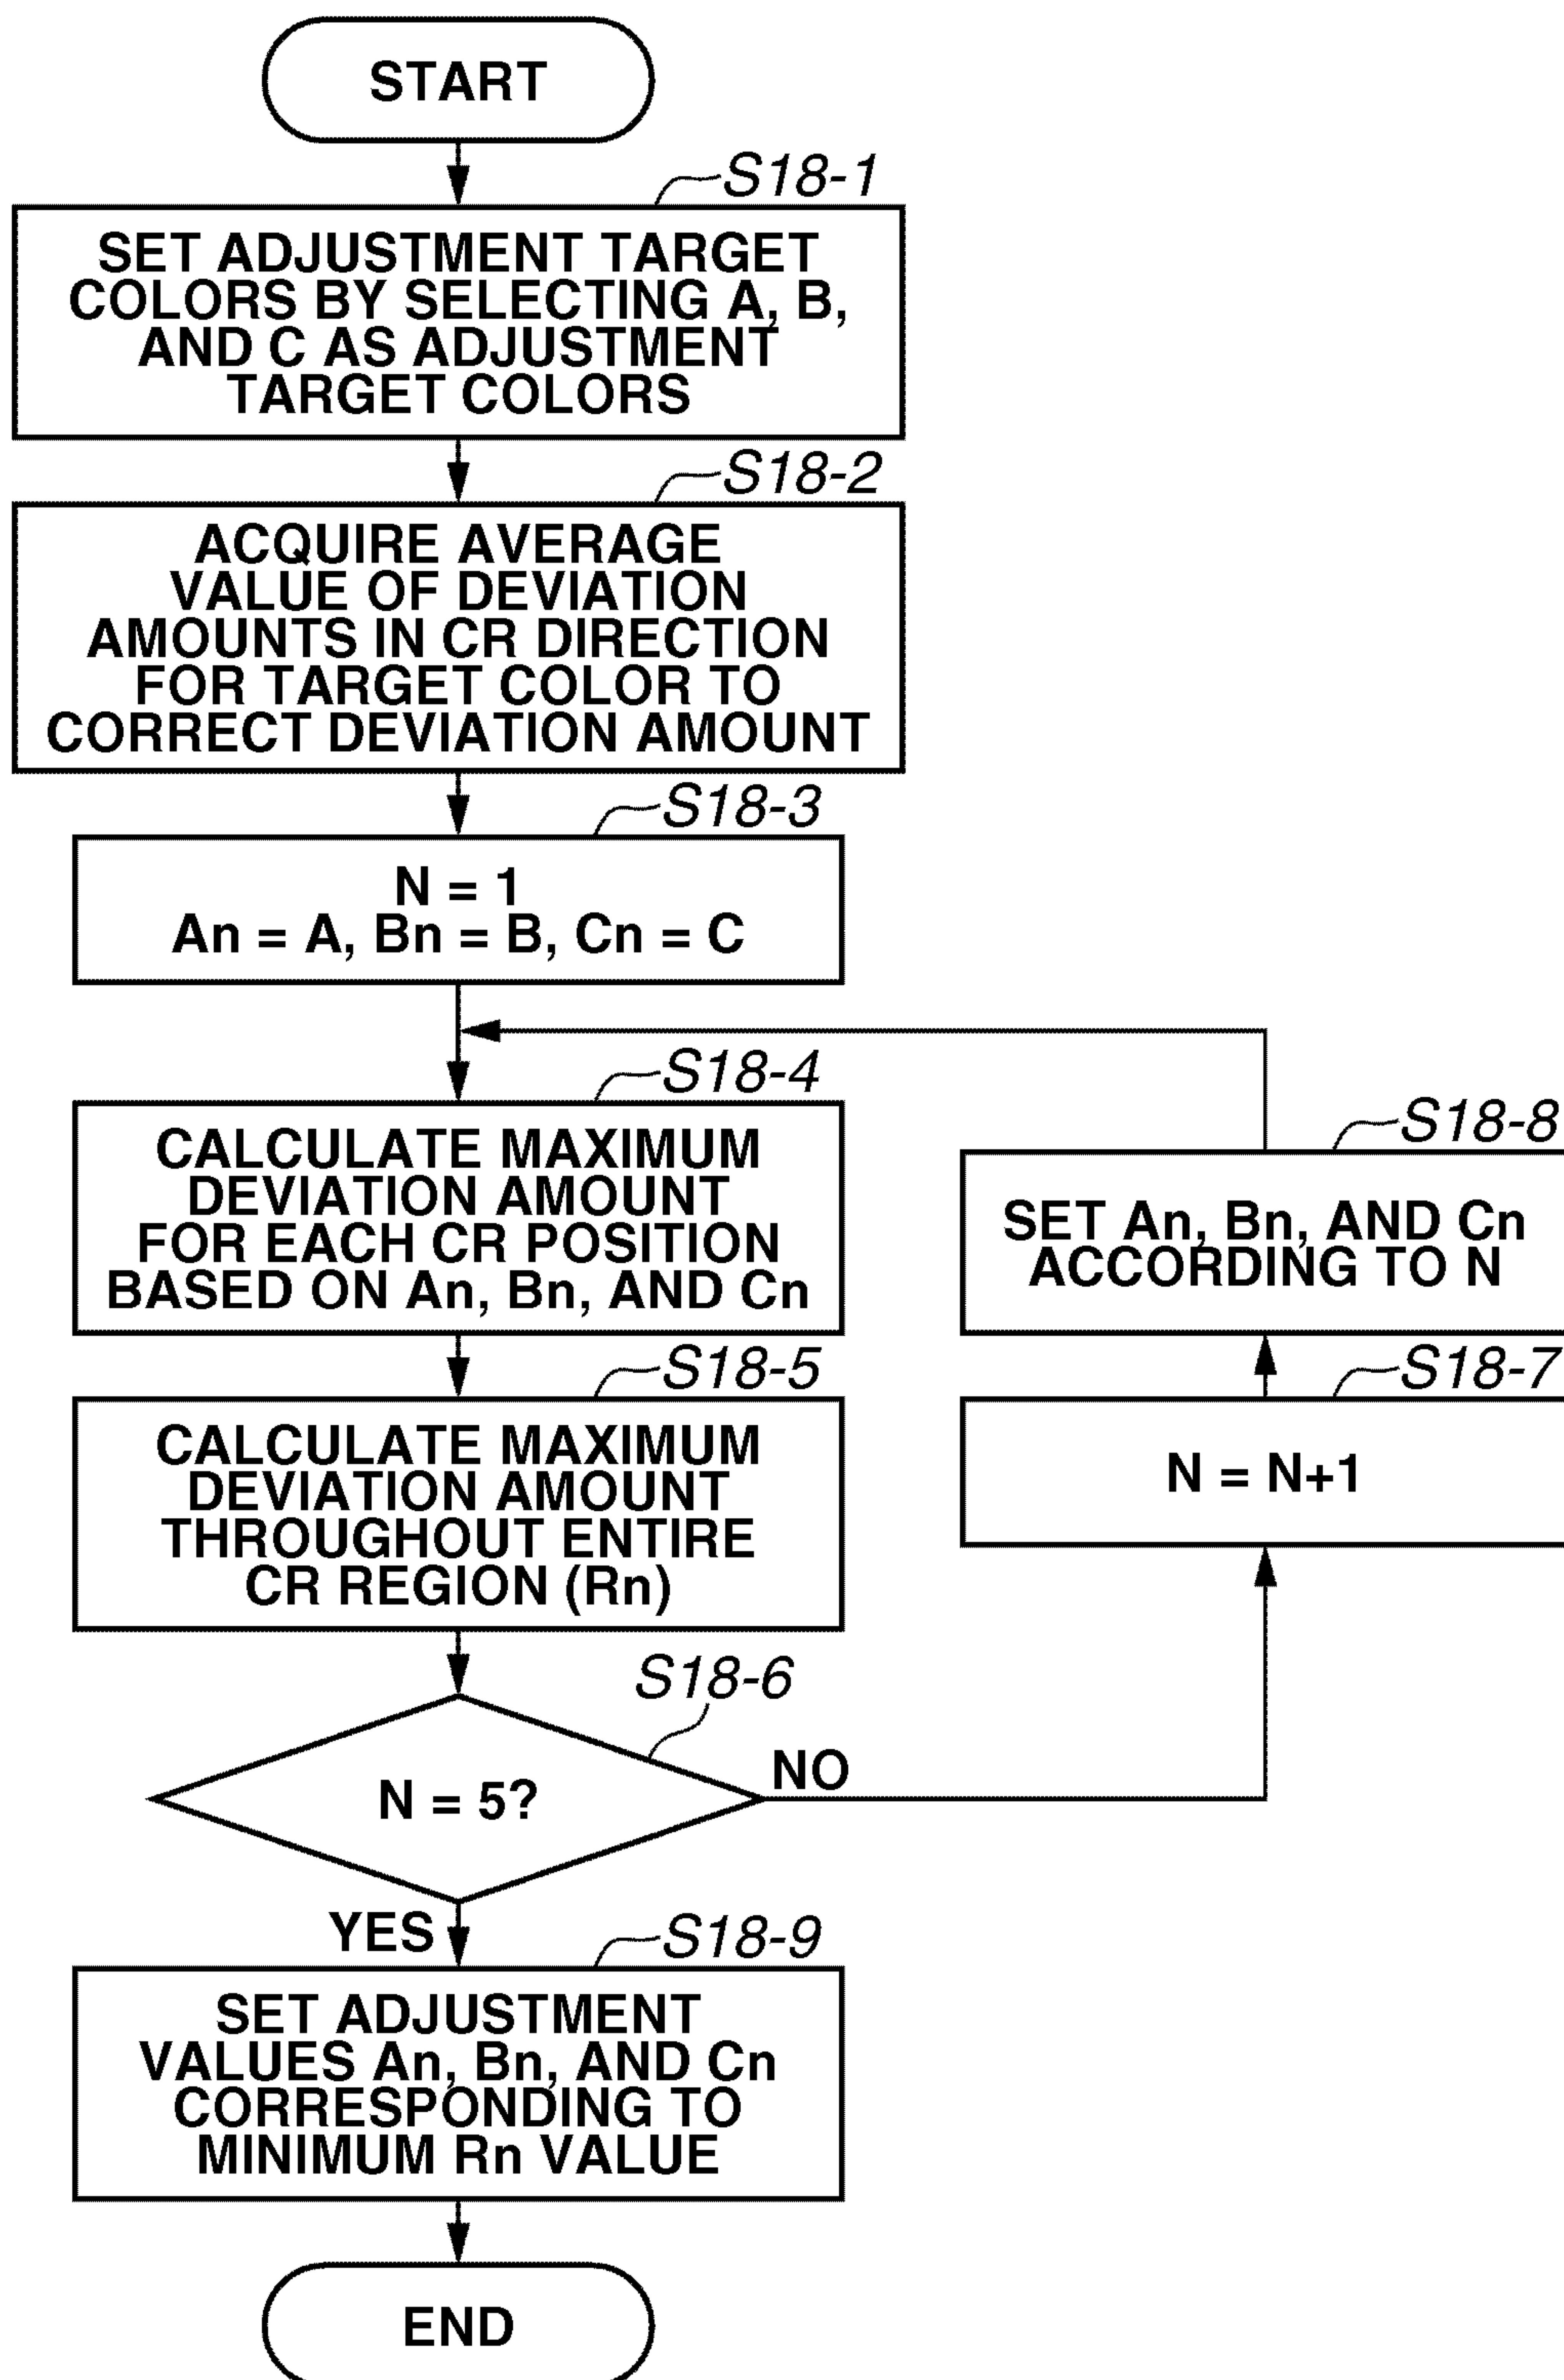 START
S18-1
SET ADJUSTMENT TARGET
COLORS BY SELECTING A, B,
AND C AS ADJUSTMENT
TARGET COLORS
S18-2
ACQUIRE AVERAGE
VALUE OF DEVIATION
AMOUNTS IN CR DIRECTION
FOR TARGET COLOR TO
CORRECT DEVIATION AMOUNT
S18-3
N = 1
An = A, Bn = B, Cn = C
S18-4
CALCULATE MAXIMUM
DEVIATION AMOUNT
FOR EACH CR POSITION
BASED ON An, Bn, AND Cn
S18-5
CALCULATE MAXIMUM
DEVIATION AMOUNT
THROUGHOUT ENTIRE
CR REGION (Rn)
S18-6
N = 5?
NO
S18-7
N = N+1
S18-8
SET An, Bn, AND Cn
ACCORDING TO N
YES
S18-9
SET ADJUSTMENT
VALUES An, Bn, AND Cn
CORRESPONDING TO
MINIMUM Rn VALUE
END